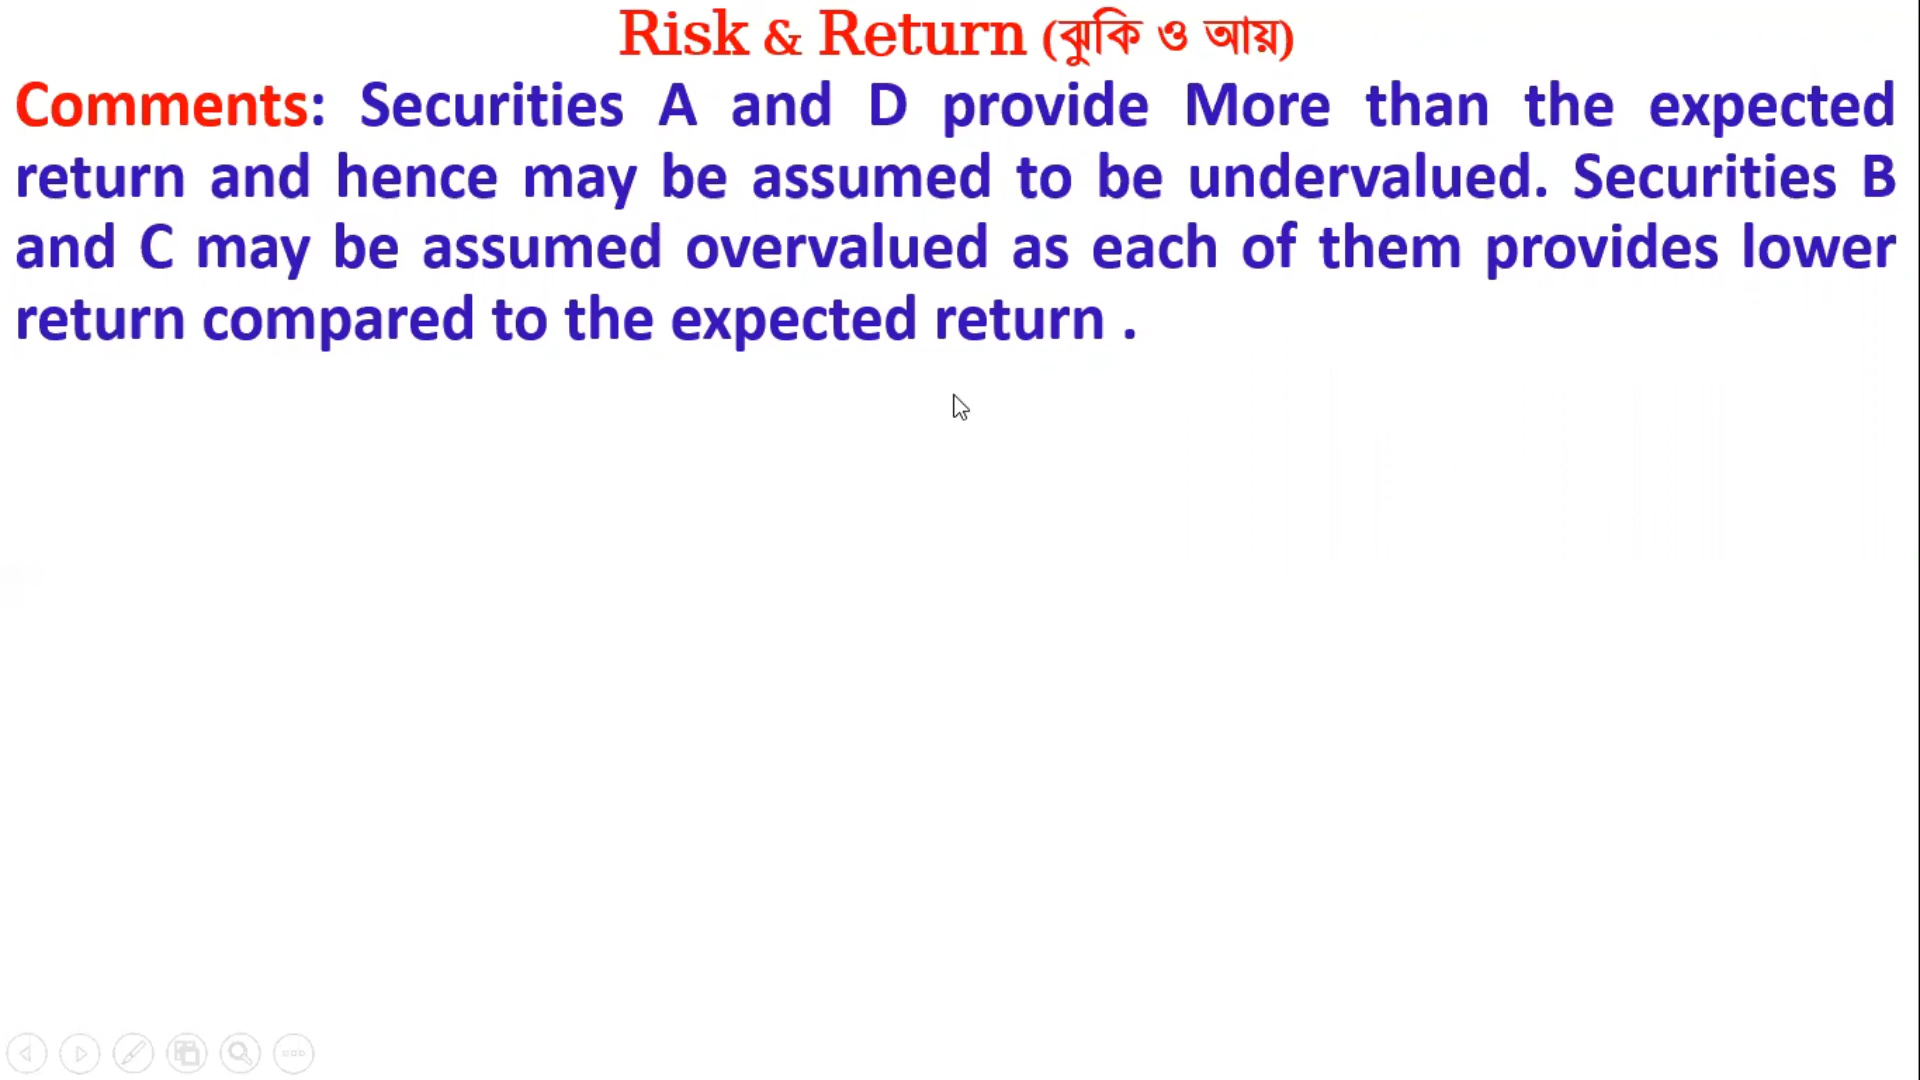 Risk & Return (ঝুকি ও আয়)
Comments: Securities A and D provide More than the expected
return and hence may be assumed to be undervalued. Securities B
and C may be assumed overvalued as each of them provides lower
return compared to the expected return .